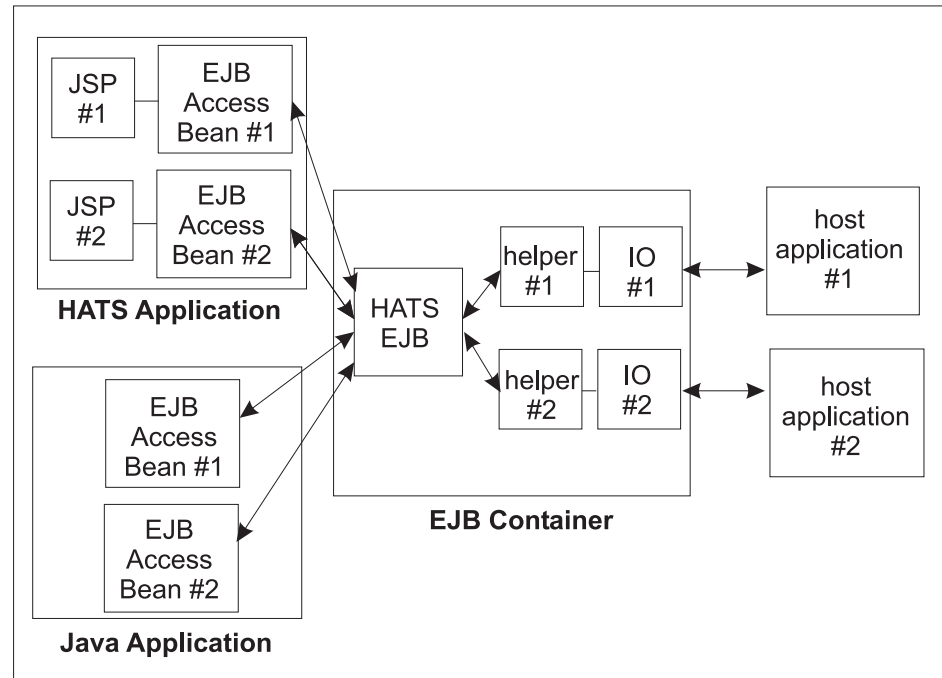 JSP
#1
EJB
Access
Bean #1
JSP
#2
EJB
Access
Bean #2
HATS Application
EJB
Access
Bean #1
EJB
Access
Bean #2
Java Application
HATS
EJB
helper
#1
IO
#1
helper
#2
IO
#2
EJB Container
host
application
#1
host
application
#2